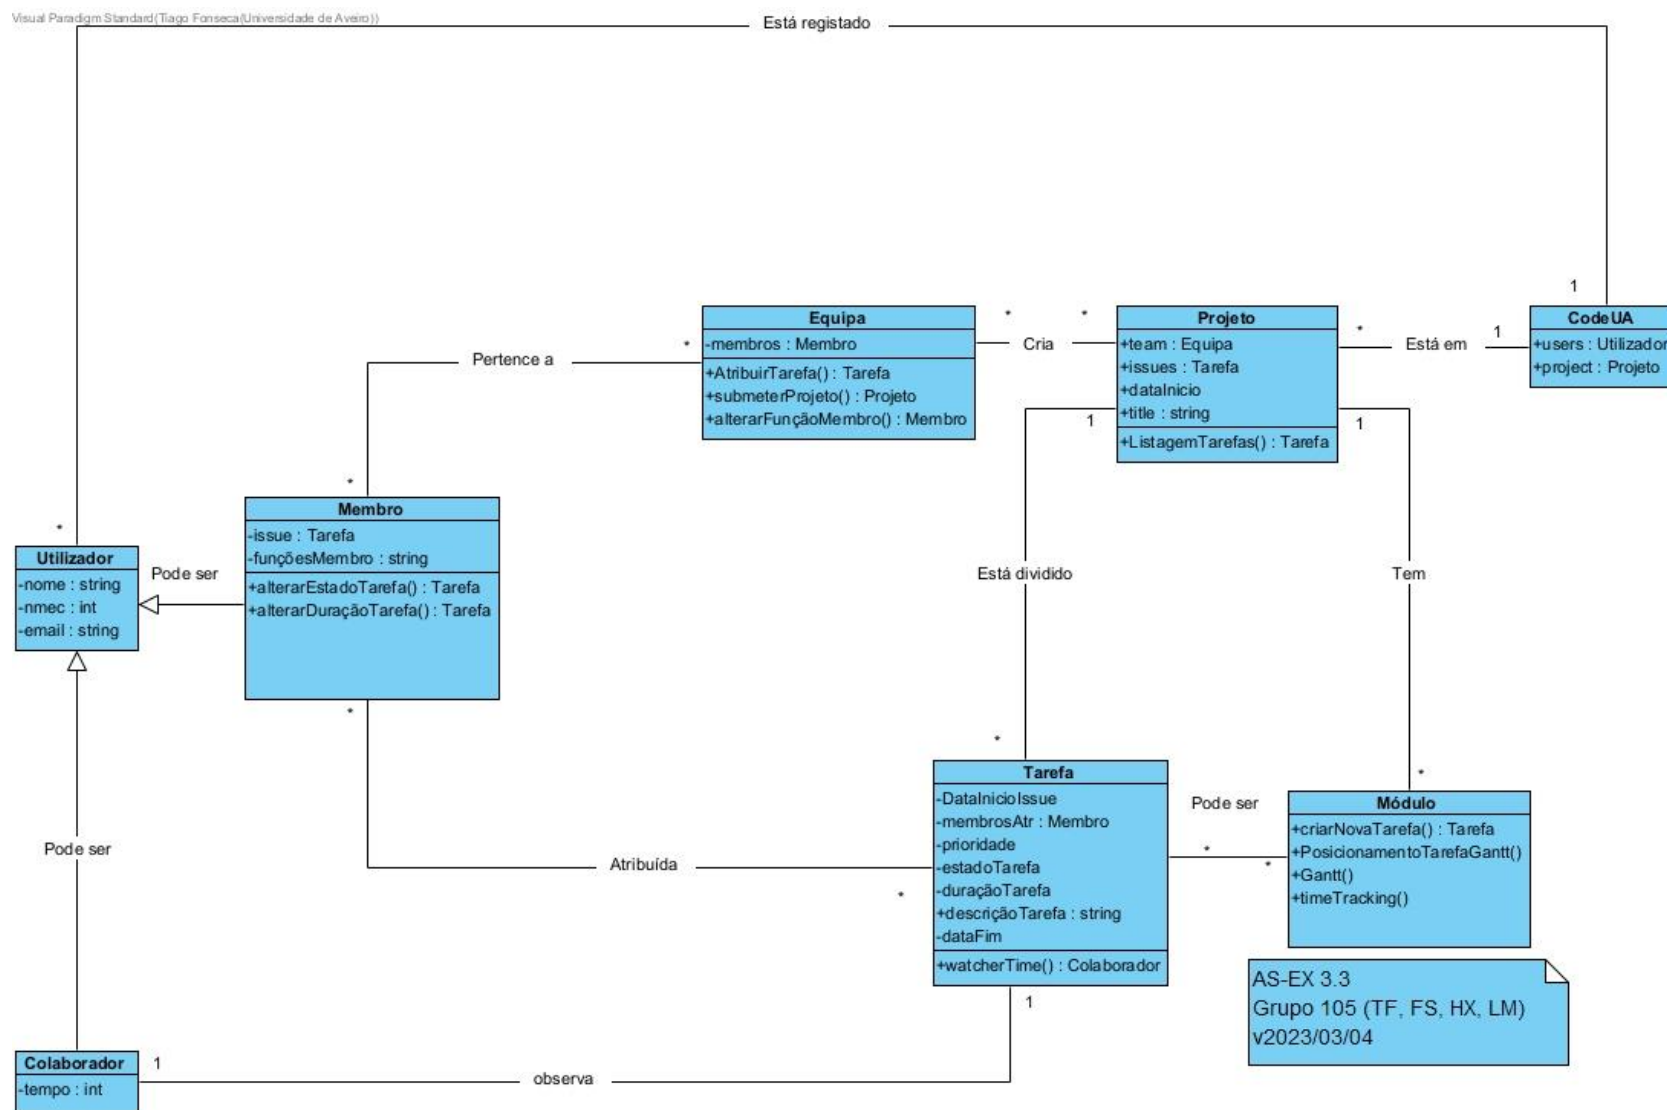 Visual Paradigm Standard(Tiago Fonseca(Universidade de Aveiro))
Está registado
1
*
Equipa
-membros : Membro
+AtribuirTarefa() : Tarefa
+submeterProjeto() : Projeto
+alterarFunçãoMembro() : Membro
*
*
Cria
Projeto
+team : Equipa
+issues : Tarefa
+dataInicio
+title : string
+ListagemTarefas() : Tarefa
*
1
Está em
CodeUA
+users : Utilizador
+project : Projeto
Pertence a
*
*
1
1
Membro
-issue : Tarefa
-funçõesMembro : string
+alterarEstadoTarefa() : Tarefa
+alterarDuraçãoTarefa() : Tarefa
Utilizador
-nome : string
-nmec : int
-email : string
Pode ser
Está dividido
Tem
*
*
*
Tarefa
-DataInicioIssue
-membrosAtr : Membro
-prioridade
-estadoTarefa
-duraçãoTarefa
+descriçãoTarefa : string
-dataFim
+watcherTime() : Colaborador
Pode ser
*
*
Módulo
+criarNovaTarefa() : Tarefa
+PosicionamentoTarefaGantt()
+Gantt()
+timeTracking()
Pode ser
Atribuída
*
AS-EX 3.3
Grupo 105 (TF, FS, HX, LM)
v2023/03/04
1
Colaborador
-tempo : int
1
observa